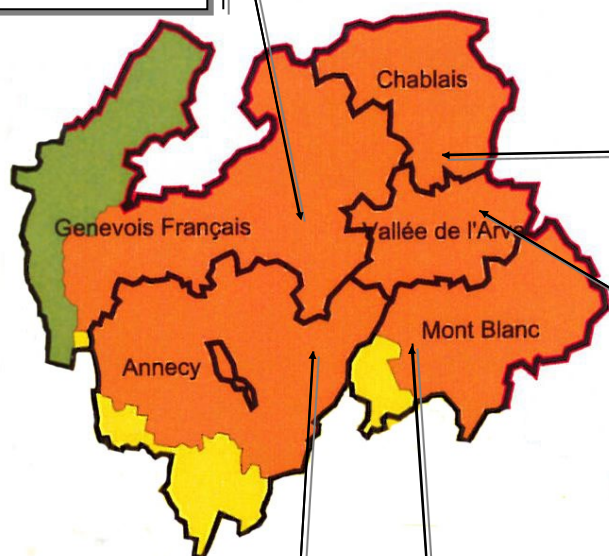 Chablais
Genevois Français
Vallée de l'Arve
Mont Blanc
Annecy